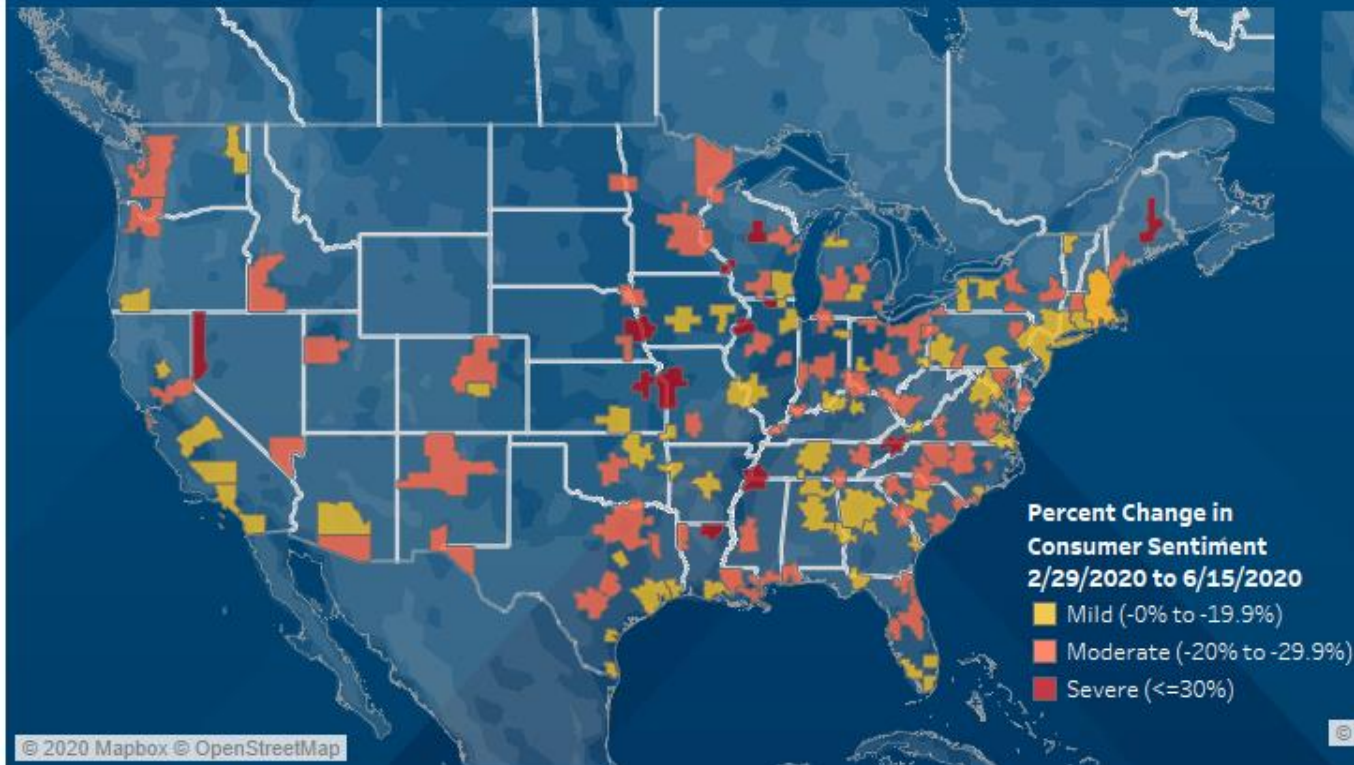 Percent Change in
Consumer Sentiment
2/29/2020 to 6/15/2020
Mild (-0% to -19.9%)
Moderate (-20% to -29.9%)
Severe (<=30%)
© 2020 Mapbox © OpenStreetMap
©